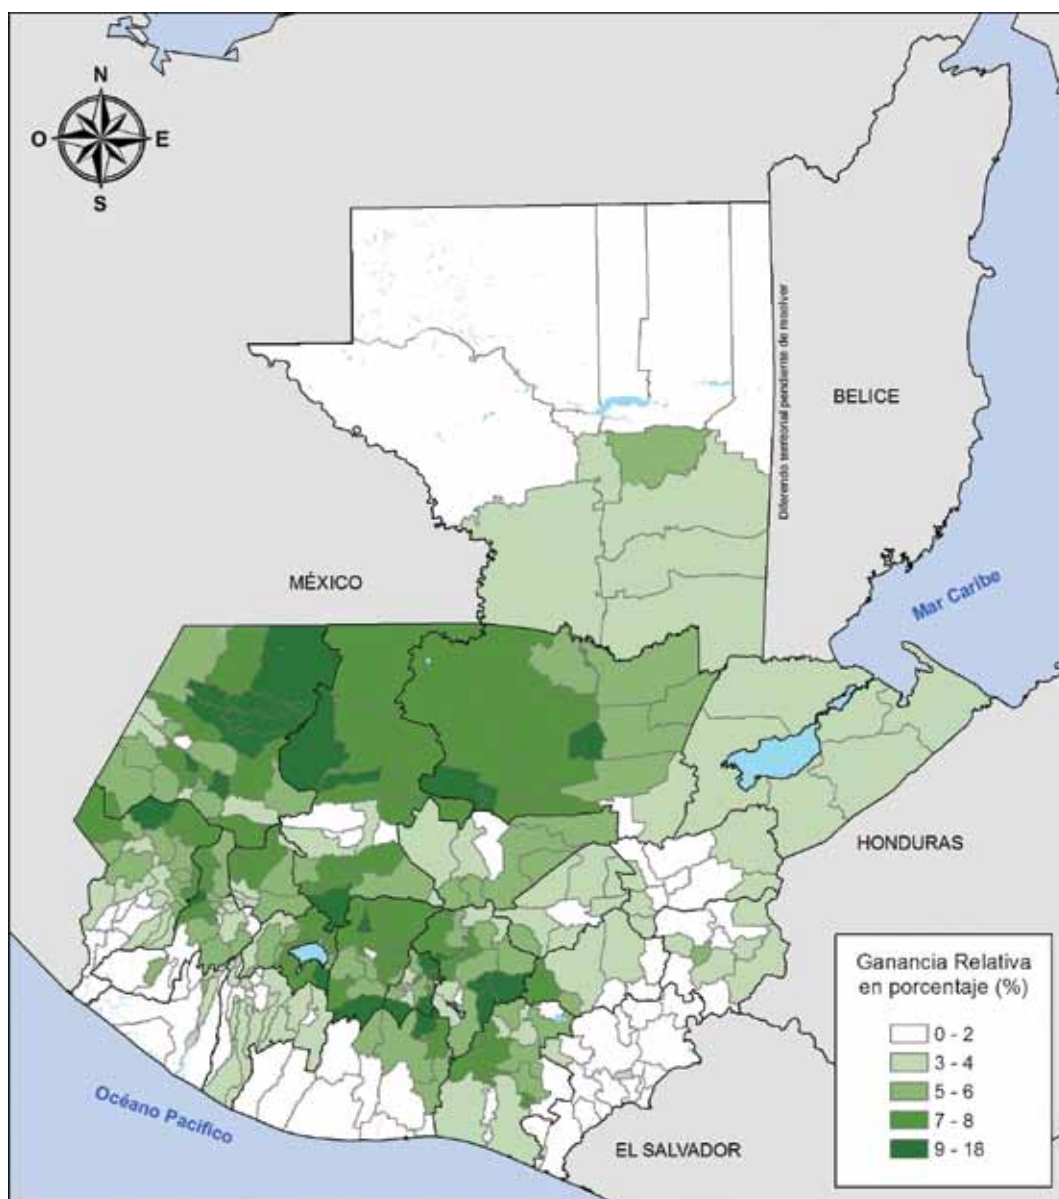 N
O E
S
Diferendo territorial pendiente de resolver
BELICE
MÉXICO
Mar Caribe
HONDURAS
Ganancia Relativa
en porcentaje (%)
0 - 2
3 - 4
5 - 6
7 - 8
9 - 18
Océano Pacifico
EL SALVADOR